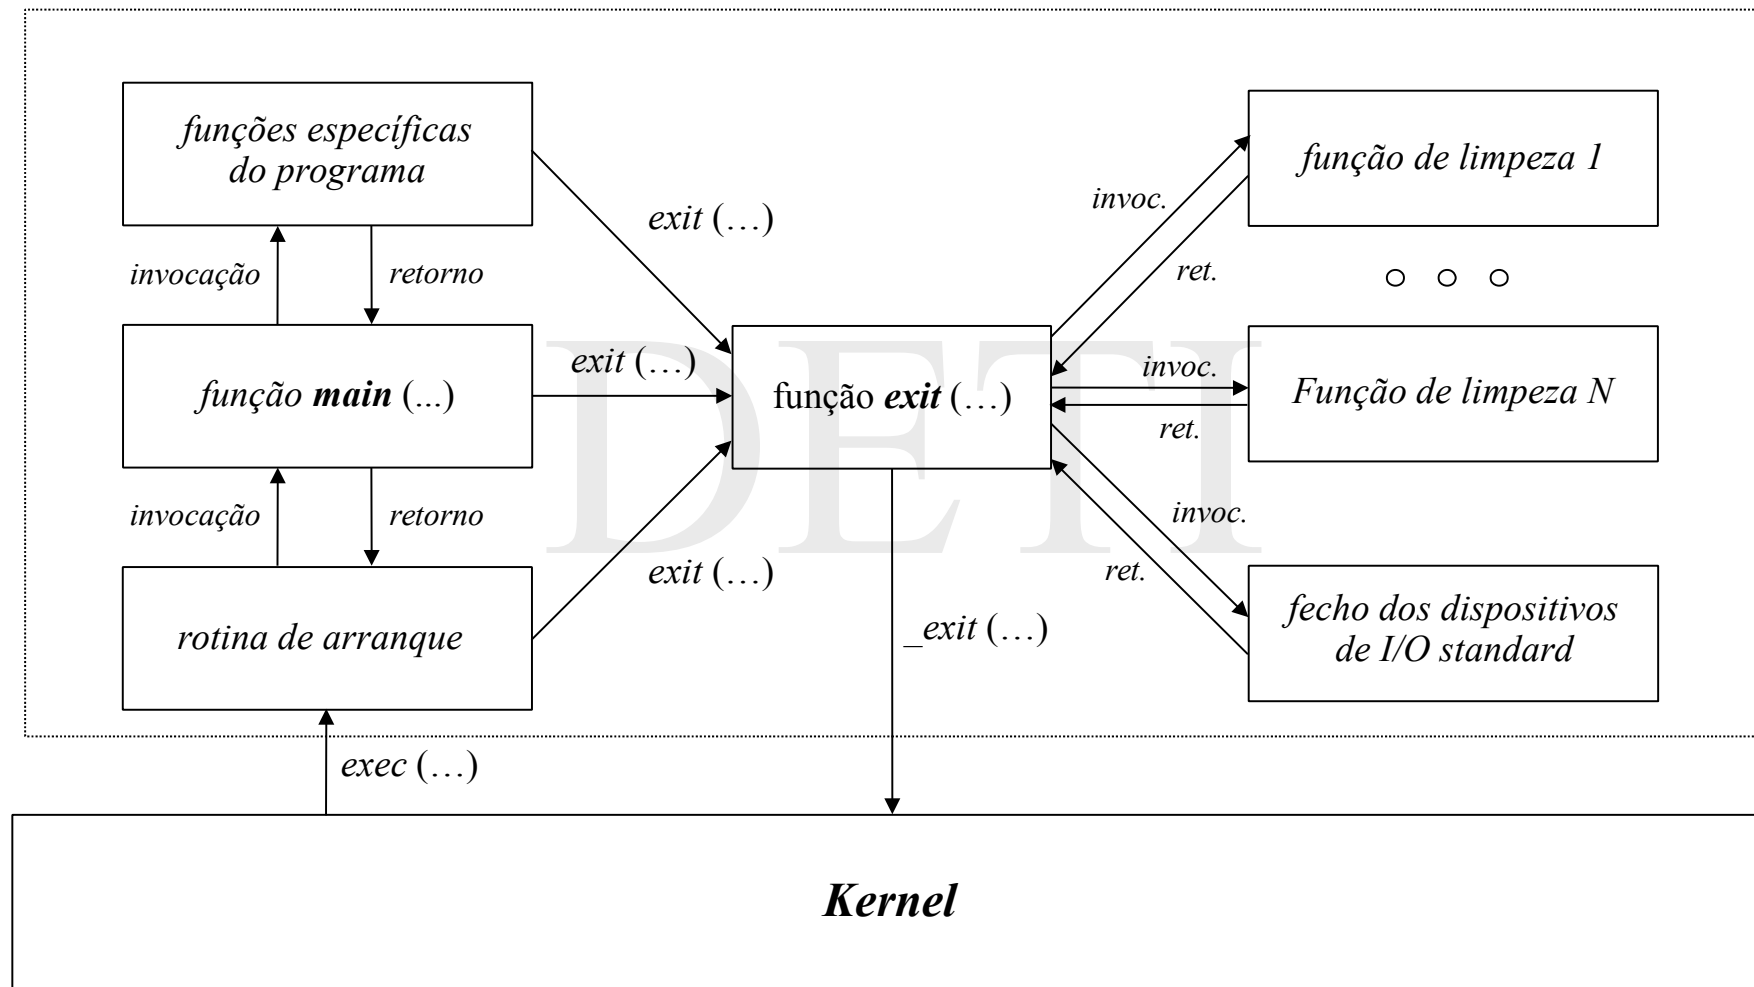 funções específicas
do programa
função de limpeza 1
invoc.
exit (…)
invocação
retorno
ret.
função main (...)
exit (…)
função exit (…)
invoc.
ret.
Função de limpeza N
invocação
retorno
invoc.
exit (…)
ret.
rotina de arranque
_exit (…)
fecho dos dispositivos
de I/O standard
exec (…)
Kernel
DETI